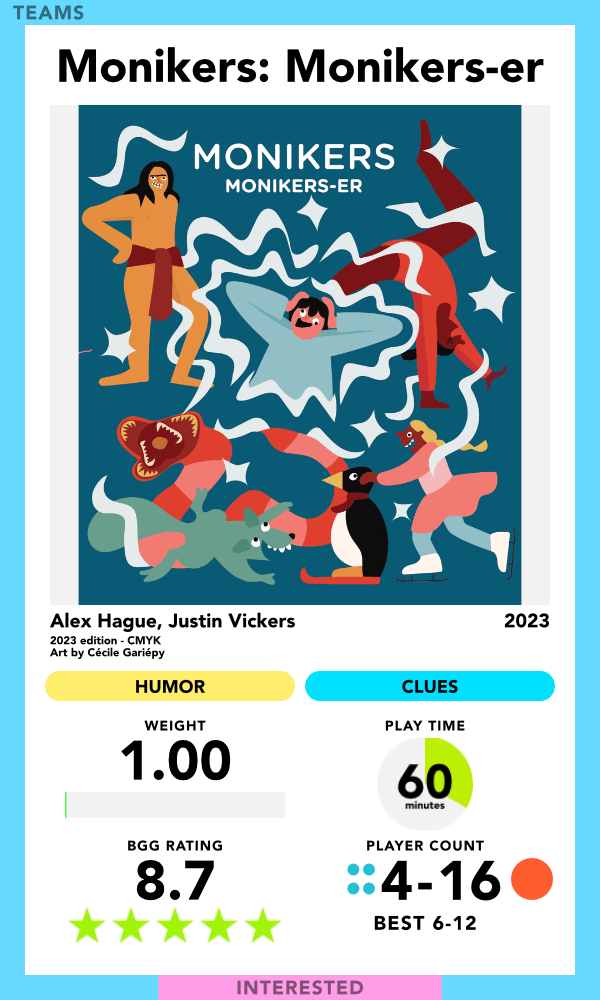 TEAMS
Monikers: Monikers-er
MONIKERS
MONIKERS-ER
Alex Hague, Justin Vickers 2023
2023 edition - CMYK
Art by Cécile Gariépy
HUMOR CLUES
WEIGHT PLAY TIME
1.00 60
minutes
BGG RATING PLAYER COUNT
8.7 4-16
BEST 6-12
INTERESTED